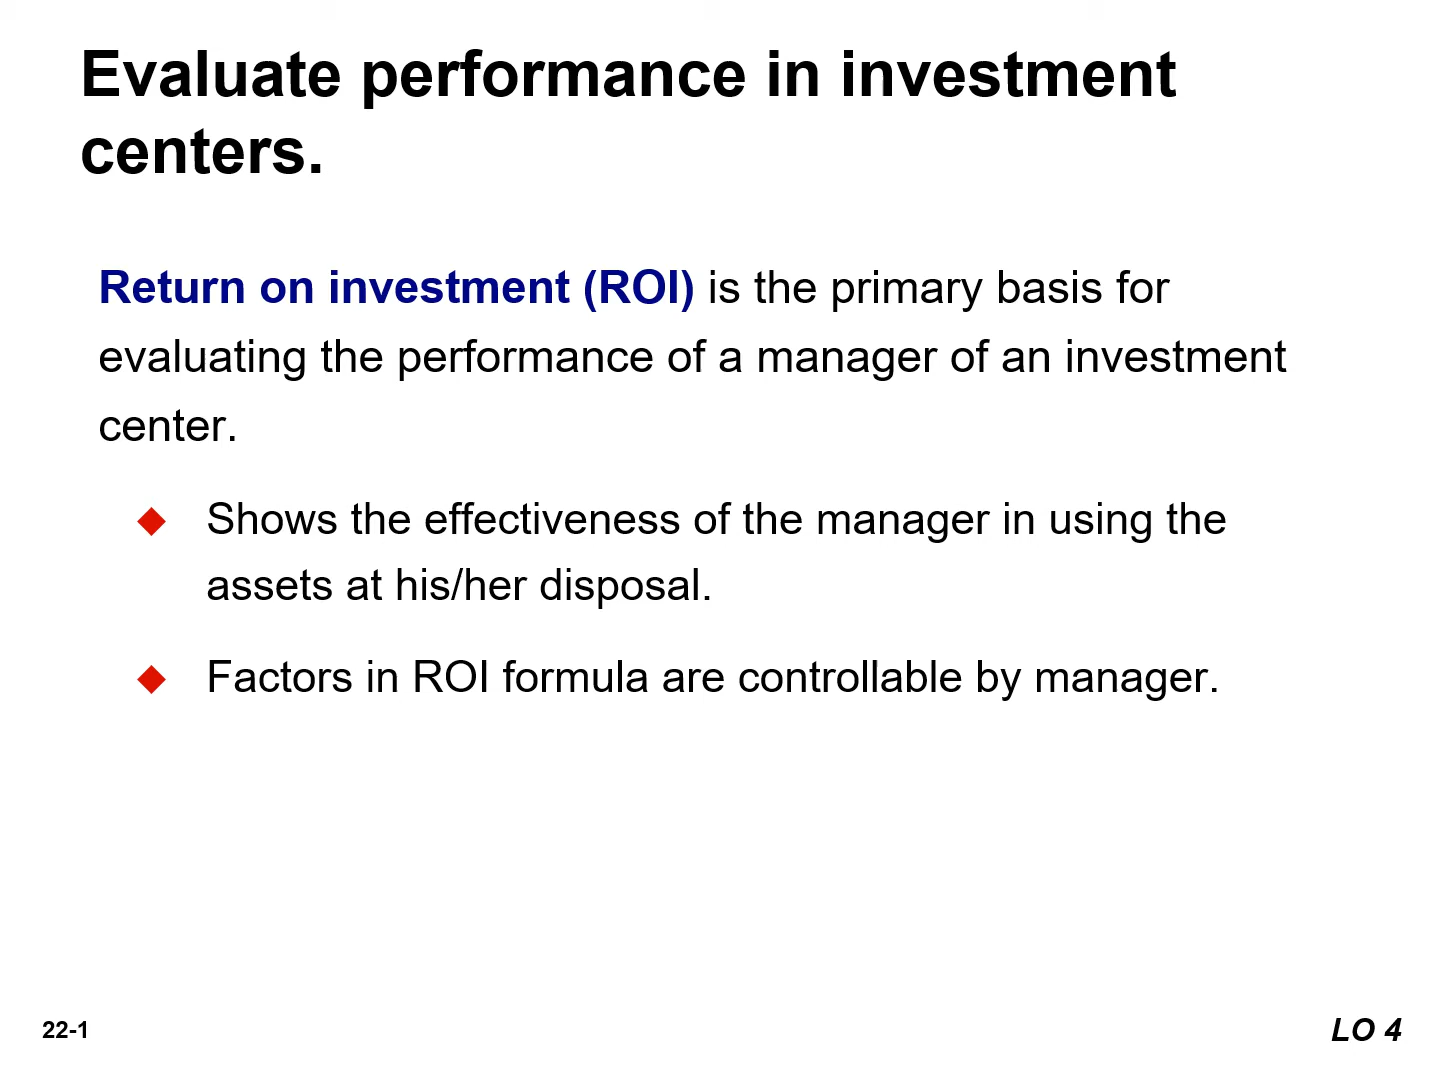 Evaluate performance in investment
centers.
Return on investment (ROI) is the primary basis for
evaluating the performance of a manager of an investment
center.
◆ Shows the effectiveness of the manager in using the
assets at his/her disposal.
◆ Factors in ROI formula are controllable by manager.
22-1
LO 4